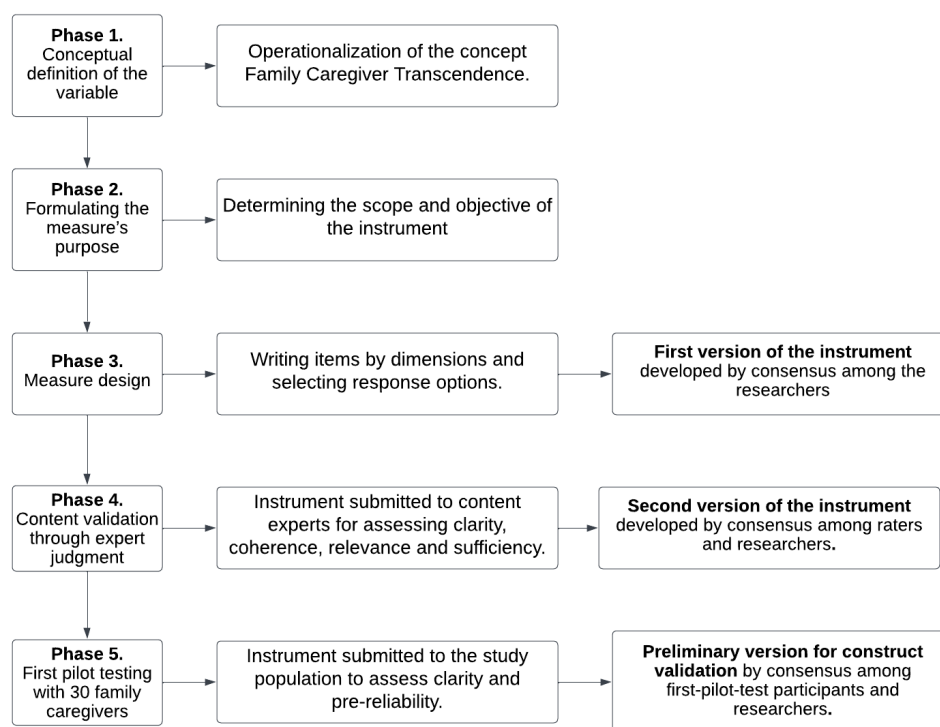 Phase 1.
Conceptual
definition of the
variable
Operationalization of the concept
Family Caregiver Transcendence.
Phase 2.
Formulating the
measure's
purpose
Determining the scope and objective of
the instrument
Phase 3.
Measure design
Writing items by dimensions and
selecting response options.
First version of the instrument
developed by consensus among the
researchers
Phase 4.
Content validation
through expert
judgment
Instrument submitted to content
experts for assessing clarity,
coherence, relevance and sufficiency.
Second version of the instrument
developed by consensus among raters
and researchers.
Phase 5.
First pilot testing
with 30 family
caregivers
Instrument submitted to the study
population to assess clarity and
pre-reliability.
Preliminary version for construct
validation by consensus among
first-pilot-test participants and
researchers.